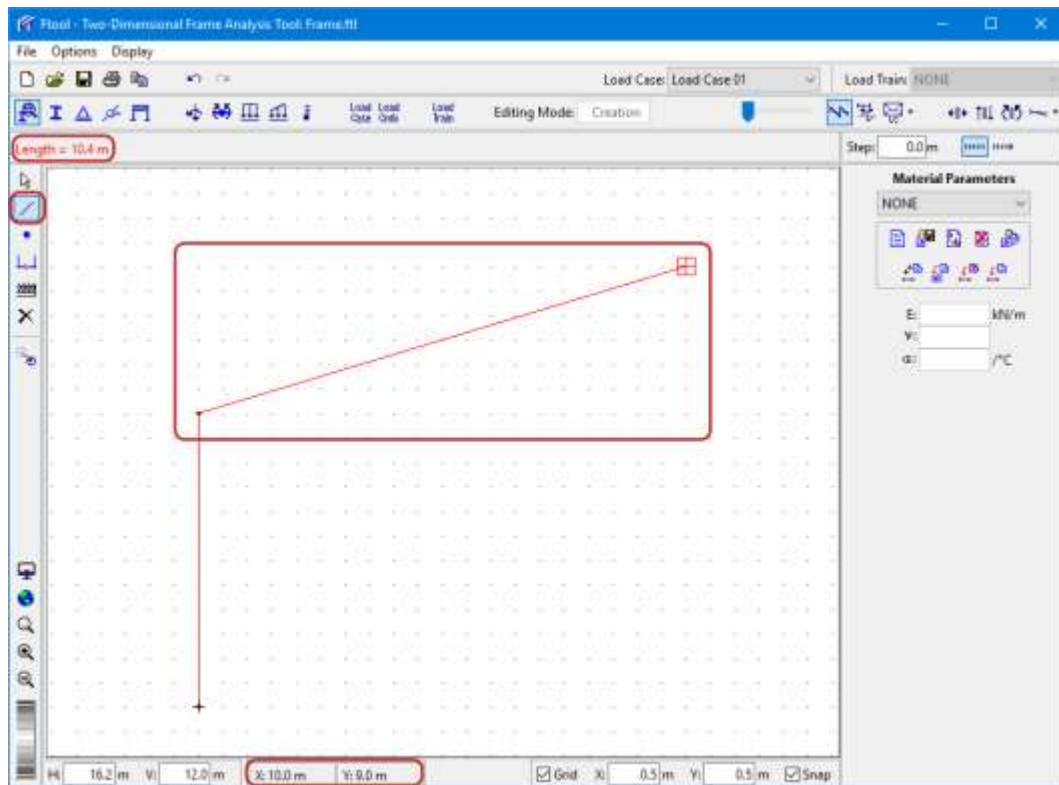 Ftool - Two-Dimensional Frame Analysis Tool: Frame.ftl
File Options Display
Load Case: Load Case 01 Load Train: NONE
Load Case Load Comb Load Train Editing Mode: Creation
Length = 10.4 m Step: 0.0 m
Material Parameters
NONE
E: kN/m
ν:
α: /°C
H: 16.2 m V: 12.0 m X: 10.0 m Y: 9.0 m Grid X: 0.5 m Y: 0.5 m Snap